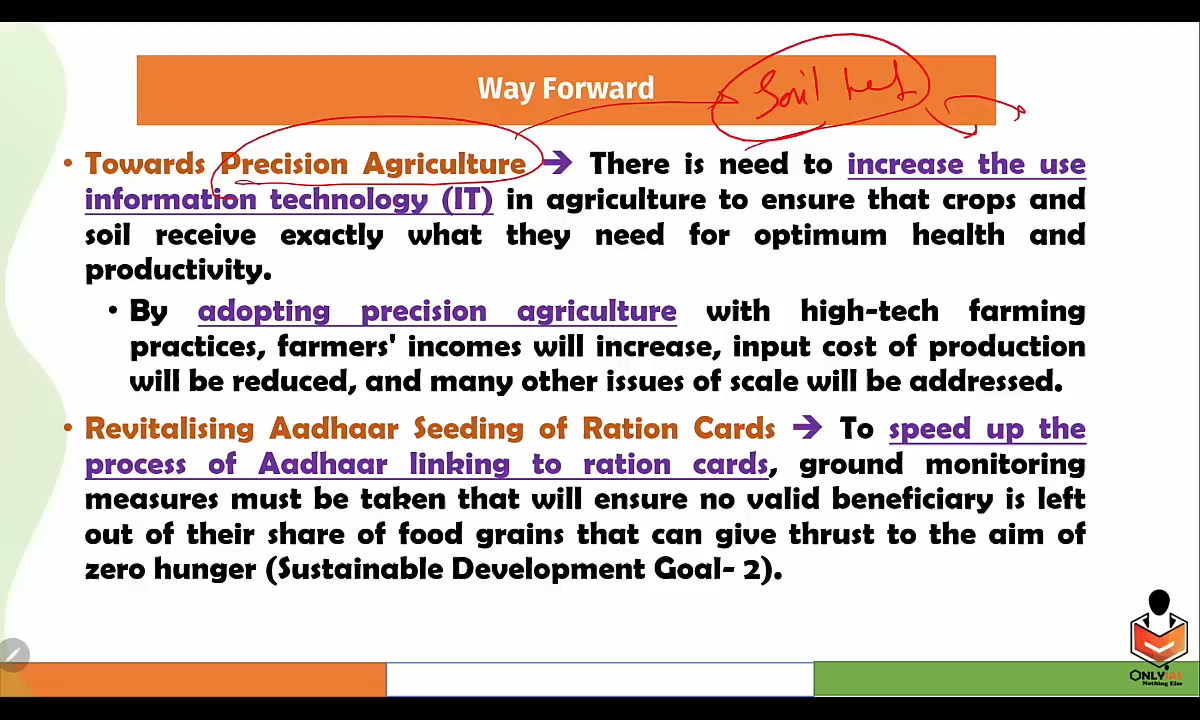 Way Forward
Soil test
• Towards Precision Agriculture → There is need to increase the use
information technology (IT) in agriculture to ensure that crops and
soil receive exactly what they need for optimum health and
productivity.
• By adopting precision agriculture with high-tech farming
practices, farmers' incomes will increase, input cost of production
will be reduced, and many other issues of scale will be addressed.
• Revitalising Aadhaar Seeding of Ration Cards → To speed up the
process of Aadhaar linking to ration cards, ground monitoring
measures must be taken that will ensure no valid beneficiary is left
out of their share of food grains that can give thrust to the aim of
zero hunger (Sustainable Development Goal- 2).
ONLYIAS
Nothing Else